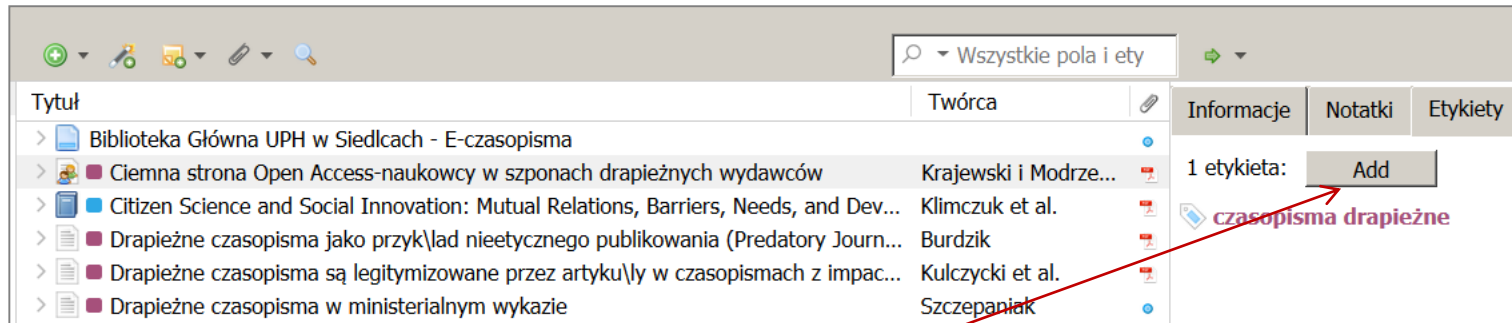 Wszystkie pola i ety
Tytuł Twórca
Informacje Notatki Etykiety
Biblioteka Główna UPH w Siedlcach - E-czasopisma
Ciemna strona Open Access-naukowcy w szponach drapieżnych wydawców Krajewski i Modrze...
1 etykieta: Add
Citizen Science and Social Innovation: Mutual Relations, Barriers, Needs, and Dev... Klimczuk et al.
czasopisma drapieżne
Drapieżne czasopisma jako przyk\lad nieetycznego publikowania (Predatory Journ... Burdzik
Drapieżne czasopisma są legitymizowane przez artyku\ly w czasopismach z impac... Kulczycki et al.
Drapieżne czasopisma w ministerialnym wykazie Szczepaniak